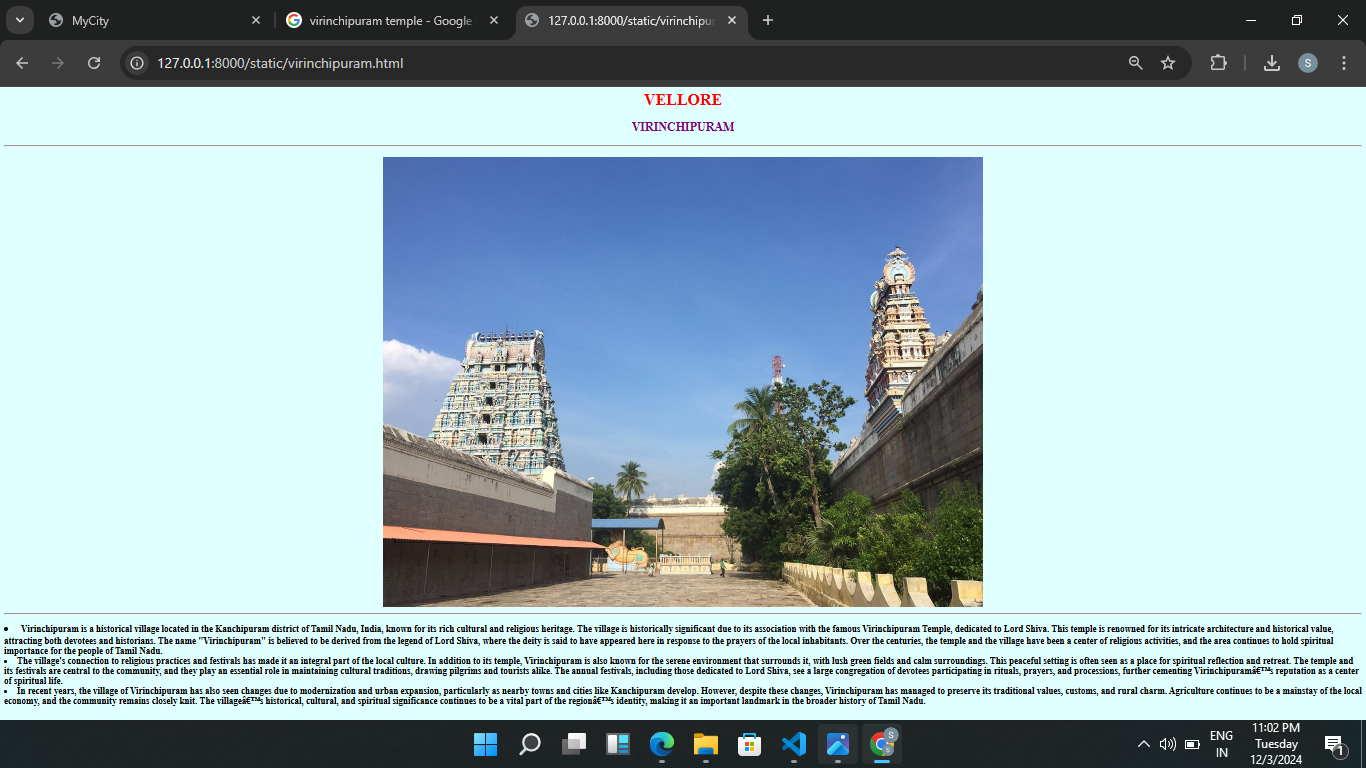 MyCity
virinchipuram temple - Google
127.0.0.1:8000/static/virinchipur
127.0.0.1:8000/static/virinchipuram.html
S
VELLORE
VIRINCHIPURAM
• Virinchipuram is a historical village located in the Kanchipuram district of Tamil Nadu, India, known for its rich cultural and religious heritage. The village is historically significant due to its association with the famous Virinchipuram Temple, dedicated to Lord Shiva. This temple is renowned for its intricate architecture and historical value,
attracting both devotees and historians. The name "Virinchipuram" is believed to be derived from the legend of Lord Shiva, where the deity is said to have appeared here in response to the prayers of the local inhabitants. Over the centuries, the temple and the village have been a center of religious activities, and the area continues to hold spiritual
importance for the people of Tamil Nadu.
• The village's connection to religious practices and festivals has made it an integral part of the local culture. In addition to its temple, Virinchipuram is also known for the serene environment that surrounds it, with lush green fields and calm surroundings. This peaceful setting is often seen as a place for spiritual reflection and retreat. The temple and
its festivals are central to the community, and they play an essential role in maintaining cultural traditions, drawing pilgrims and tourists alike. The annual festivals, including those dedicated to Lord Shiva, see a large congregation of devotees participating in rituals, prayers, and processions, further cementing Virinchipuramâ€™s reputation as a center
of spiritual life.
• In recent years, the village of Virinchipuram has also seen changes due to modernization and urban expansion, particularly as nearby towns and cities like Kanchipuram develop. However, despite these changes, Virinchipuram has managed to preserve its traditional values, customs, and rural charm. Agriculture continues to be a mainstay of the local
economy, and the community remains closely knit. The villageâ€™s historical, cultural, and spiritual significance continues to be a vital part of the regionâ€™s identity, making it an important landmark in the broader history of Tamil Nadu.
S
ENG
IN
11:02 PM
Tuesday
12/3/2024
1